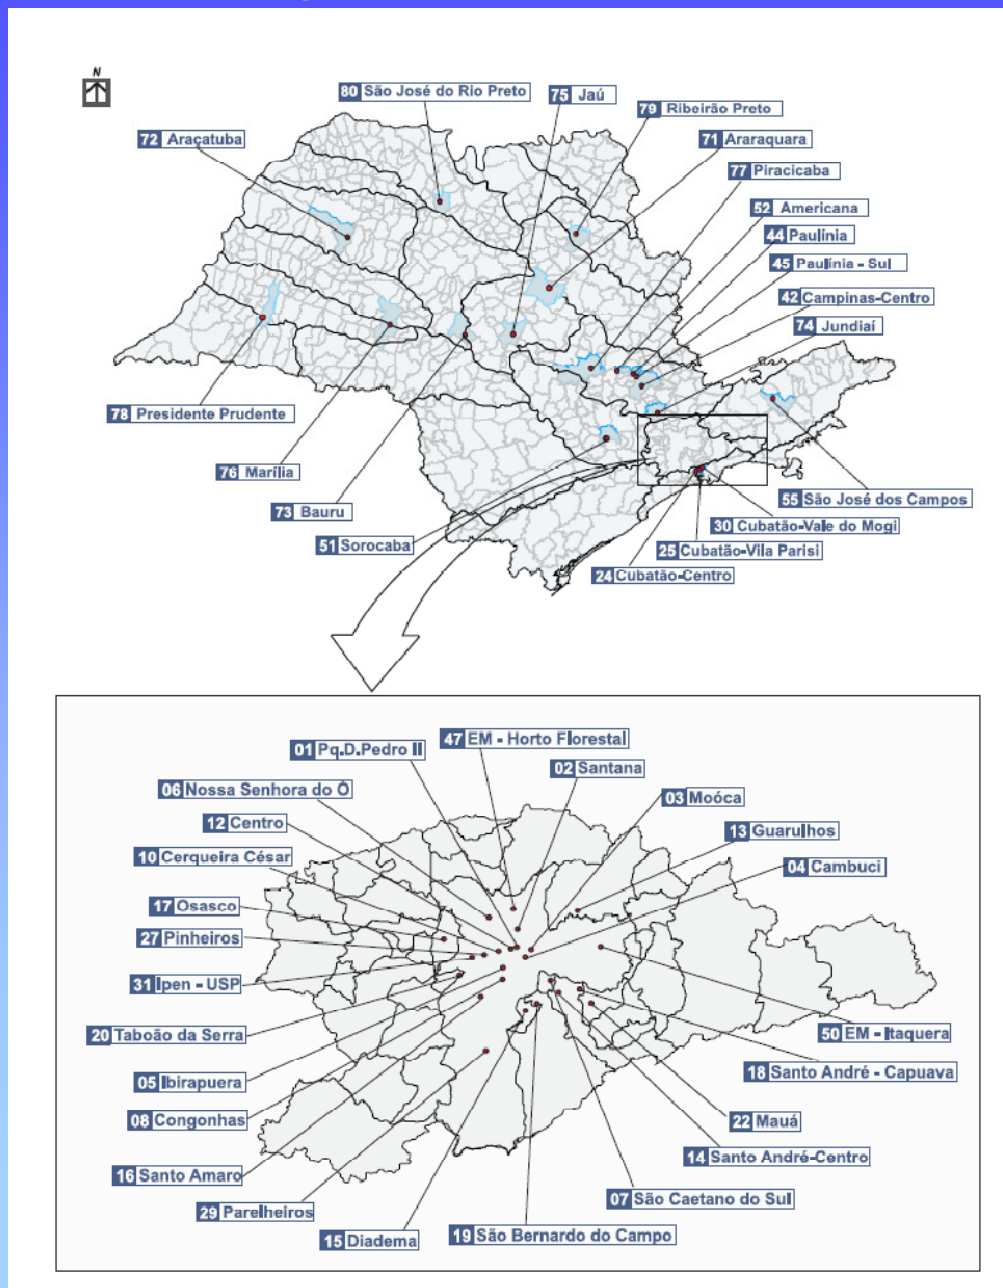 N
80 São José do Rio Preto
75 Jaú
79 Ribeirão Preto
72 Araçatuba
71 Araraquara
77 Piracicaba
52 Americana
44 Paulínia
45 Paulínia - Sul
42 Campinas-Centro
74 Jundiaí
78 Presidente Prudente
76 Marília
73 Bauru
51 Sorocaba
55 São José dos Campos
30 Cubatão-Vale do Mogi
25 Cubatão-Vila Parisi
24 Cubatão-Centro
47 EM - Horto Florestal
01 Pq.D.Pedro II
02 Santana
06 Nossa Senhora do Ó
03 Moóca
12 Centro
13 Guarulhos
10 Cerqueira César
04 Cambuci
17 Osasco
27 Pinheiros
31 Ipen - USP
20 Taboão da Serra
50 EM - Itaquera
18 Santo André - Capuava
05 Ibirapuera
08 Congonhas
22 Mauá
14 Santo André-Centro
16 Santo Amaro
07 São Caetano do Sul
29 Parelheiros
15 Diadema
19 São Bernardo do Campo